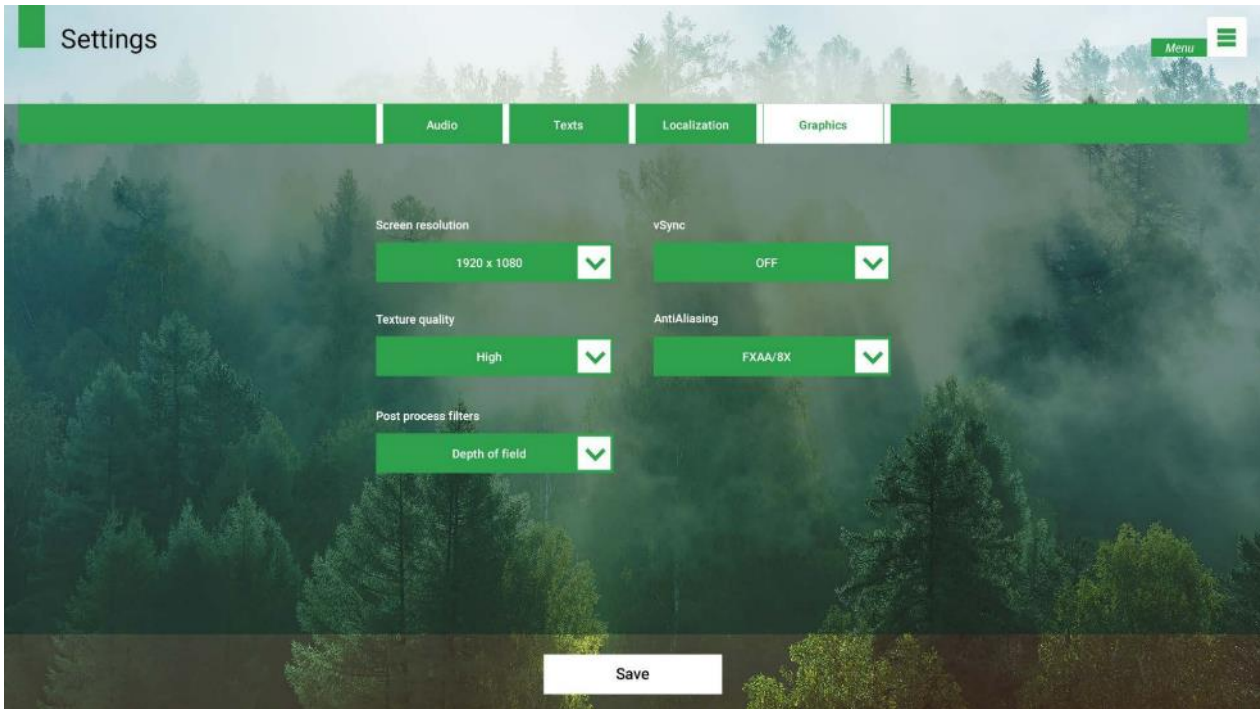 Settings
Menu
Audio Texts Localization Graphics
Screen resolution vSync
1920 x 1080 OFF
Texture quality AntiAliasing
High FXAA/8X
Post process filters
Depth of field
Save